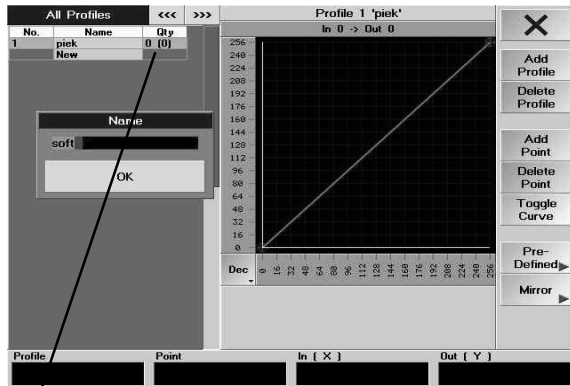 All Profiles <<< >>>
No. Name Qty
1 piek 0 (0)
New
Name
soft
OK
Profile 1 'piek'
In 0 -> Out 0
256
240
224
208
192
176
160
144
128
112
96
80
64
48
32
16
0
Dec
0 16 32 48 64 80 96 112 128 144 160 176 192 208 224 240 256
X
Add
Profile
Delete
Profile
Add
Point
Delete
Point
Toggle
Curve
Pre-
Defined
Mirror
Profile Point In ( X ) Out ( Y )